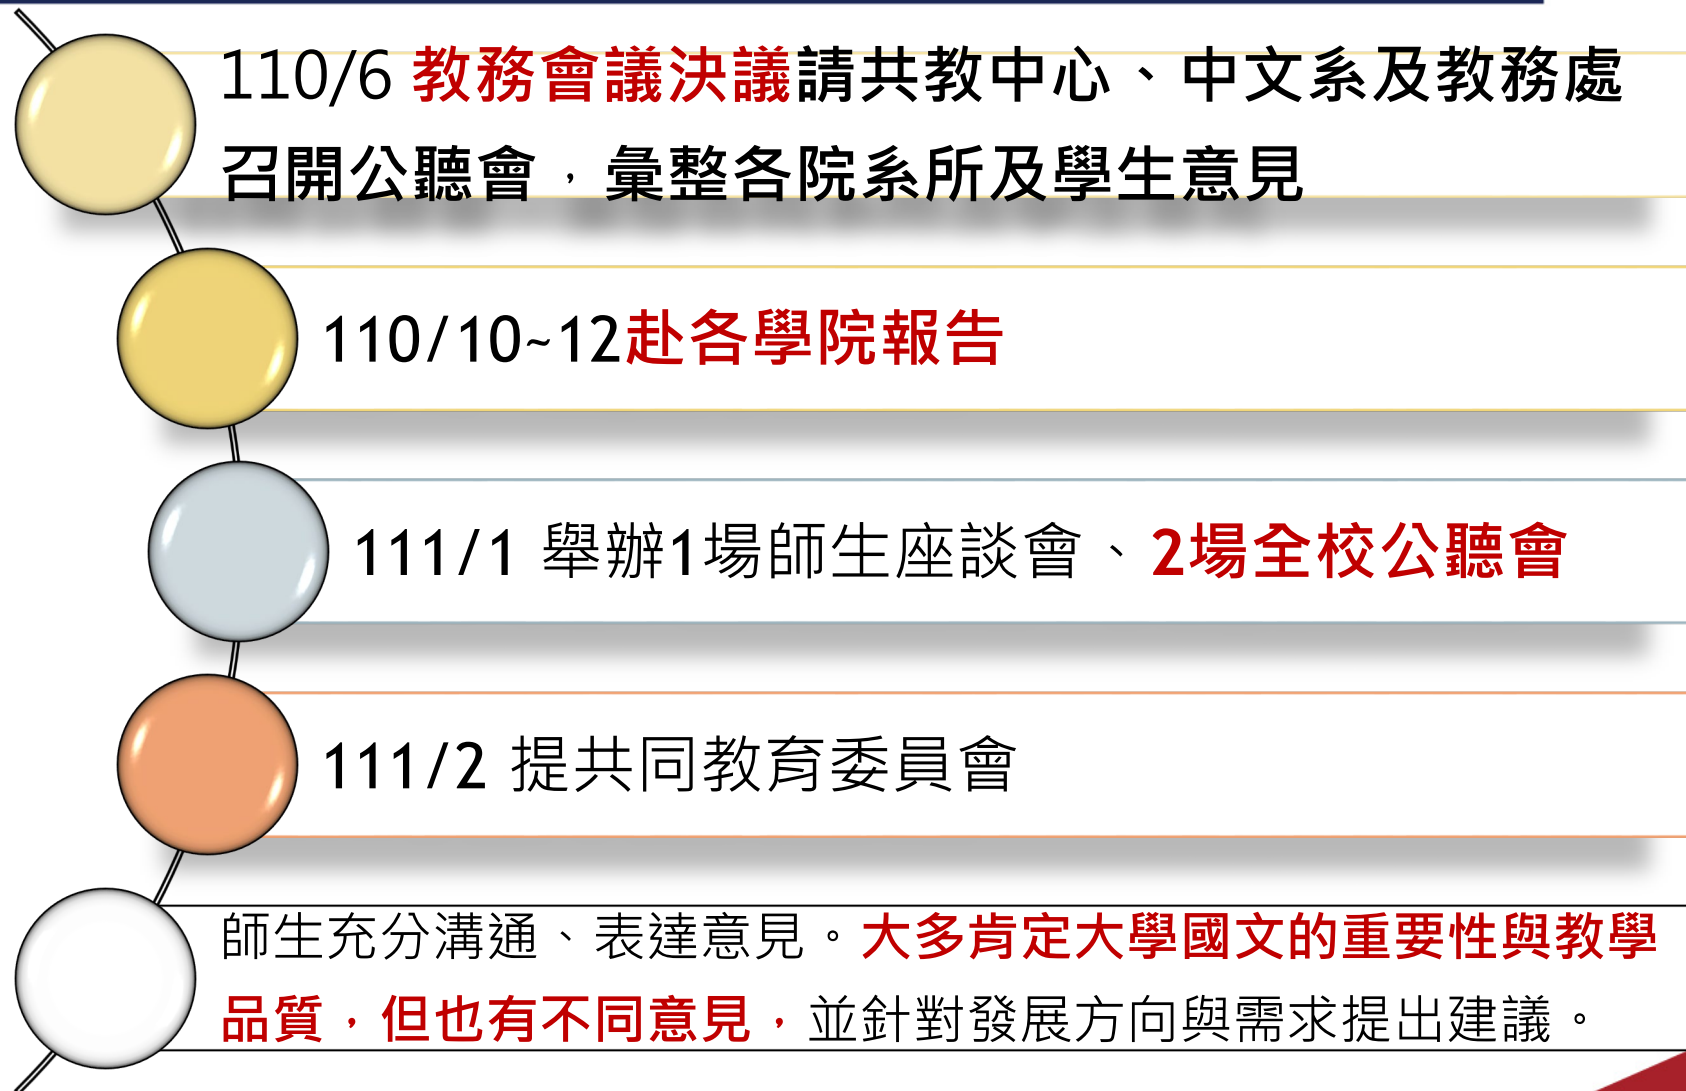 110/6 教務會議決議請共教中心、中文系及教務處
召開公聽會，彙整各院系所及學生意見
110/10~12赴各學院報告
111/1 舉辦1場師生座談會、2場全校公聽會
111/2 提共同教育委員會
師生充分溝通、表達意見。大多肯定大學國文的重要性與教學
品質，但也有不同意見，並針對發展方向與需求提出建議。